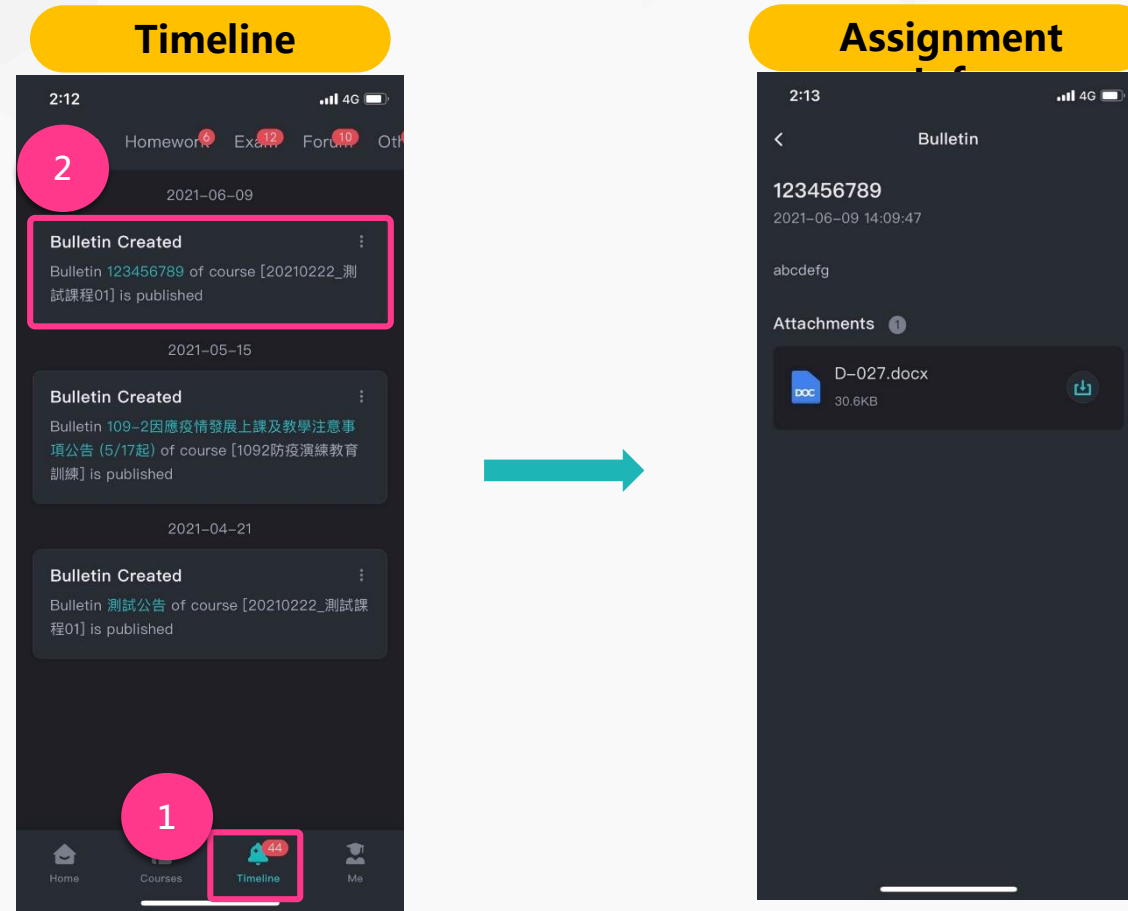 Timeline
2:12
4G
2
Homework 6
Exam 12
Forum 10
2021-06-09
Bulletin Created
Bulletin 123456789 of course [20210222_測
試課程01] is published
2021-05-15
Bulletin Created
Bulletin 109-2因應疫情發展上課及教學注意事
項公告 (5/17起) of course [1092防疫演練教育
訓練] is published
2021-04-21
Bulletin Created
Bulletin 測試公告 of course [20210222_測試課
程01] is published
1
44
Home
Courses
Timeline
Me
Assignment
2:13
4G
Bulletin
123456789
2021-06-09 14:09:47
abcdefg
Attachments 1
DOC
D-027.docx
30.6KB